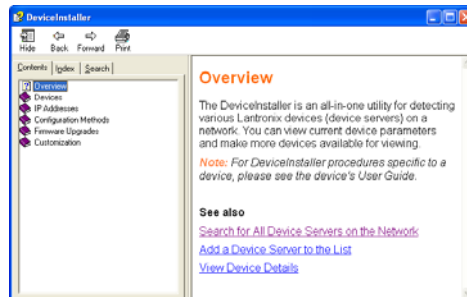 DeviceInstaller
Hide Back Forward Print
Contents Index Search
Overview
Devices
IP Addresses
Configuration Methods
Firmware Upgrades
Customization
Overview
The DeviceInstaller is an all-in-one utility for detecting
various Lantronix devices (device servers) on a
network. You can view current device parameters
and make more devices available for viewing.
Note: For DeviceInstaller procedures specific to a
device, please see the device's User Guide.
See also
Search for All Device Servers on the Network
Add a Device Server to the List
View Device Details